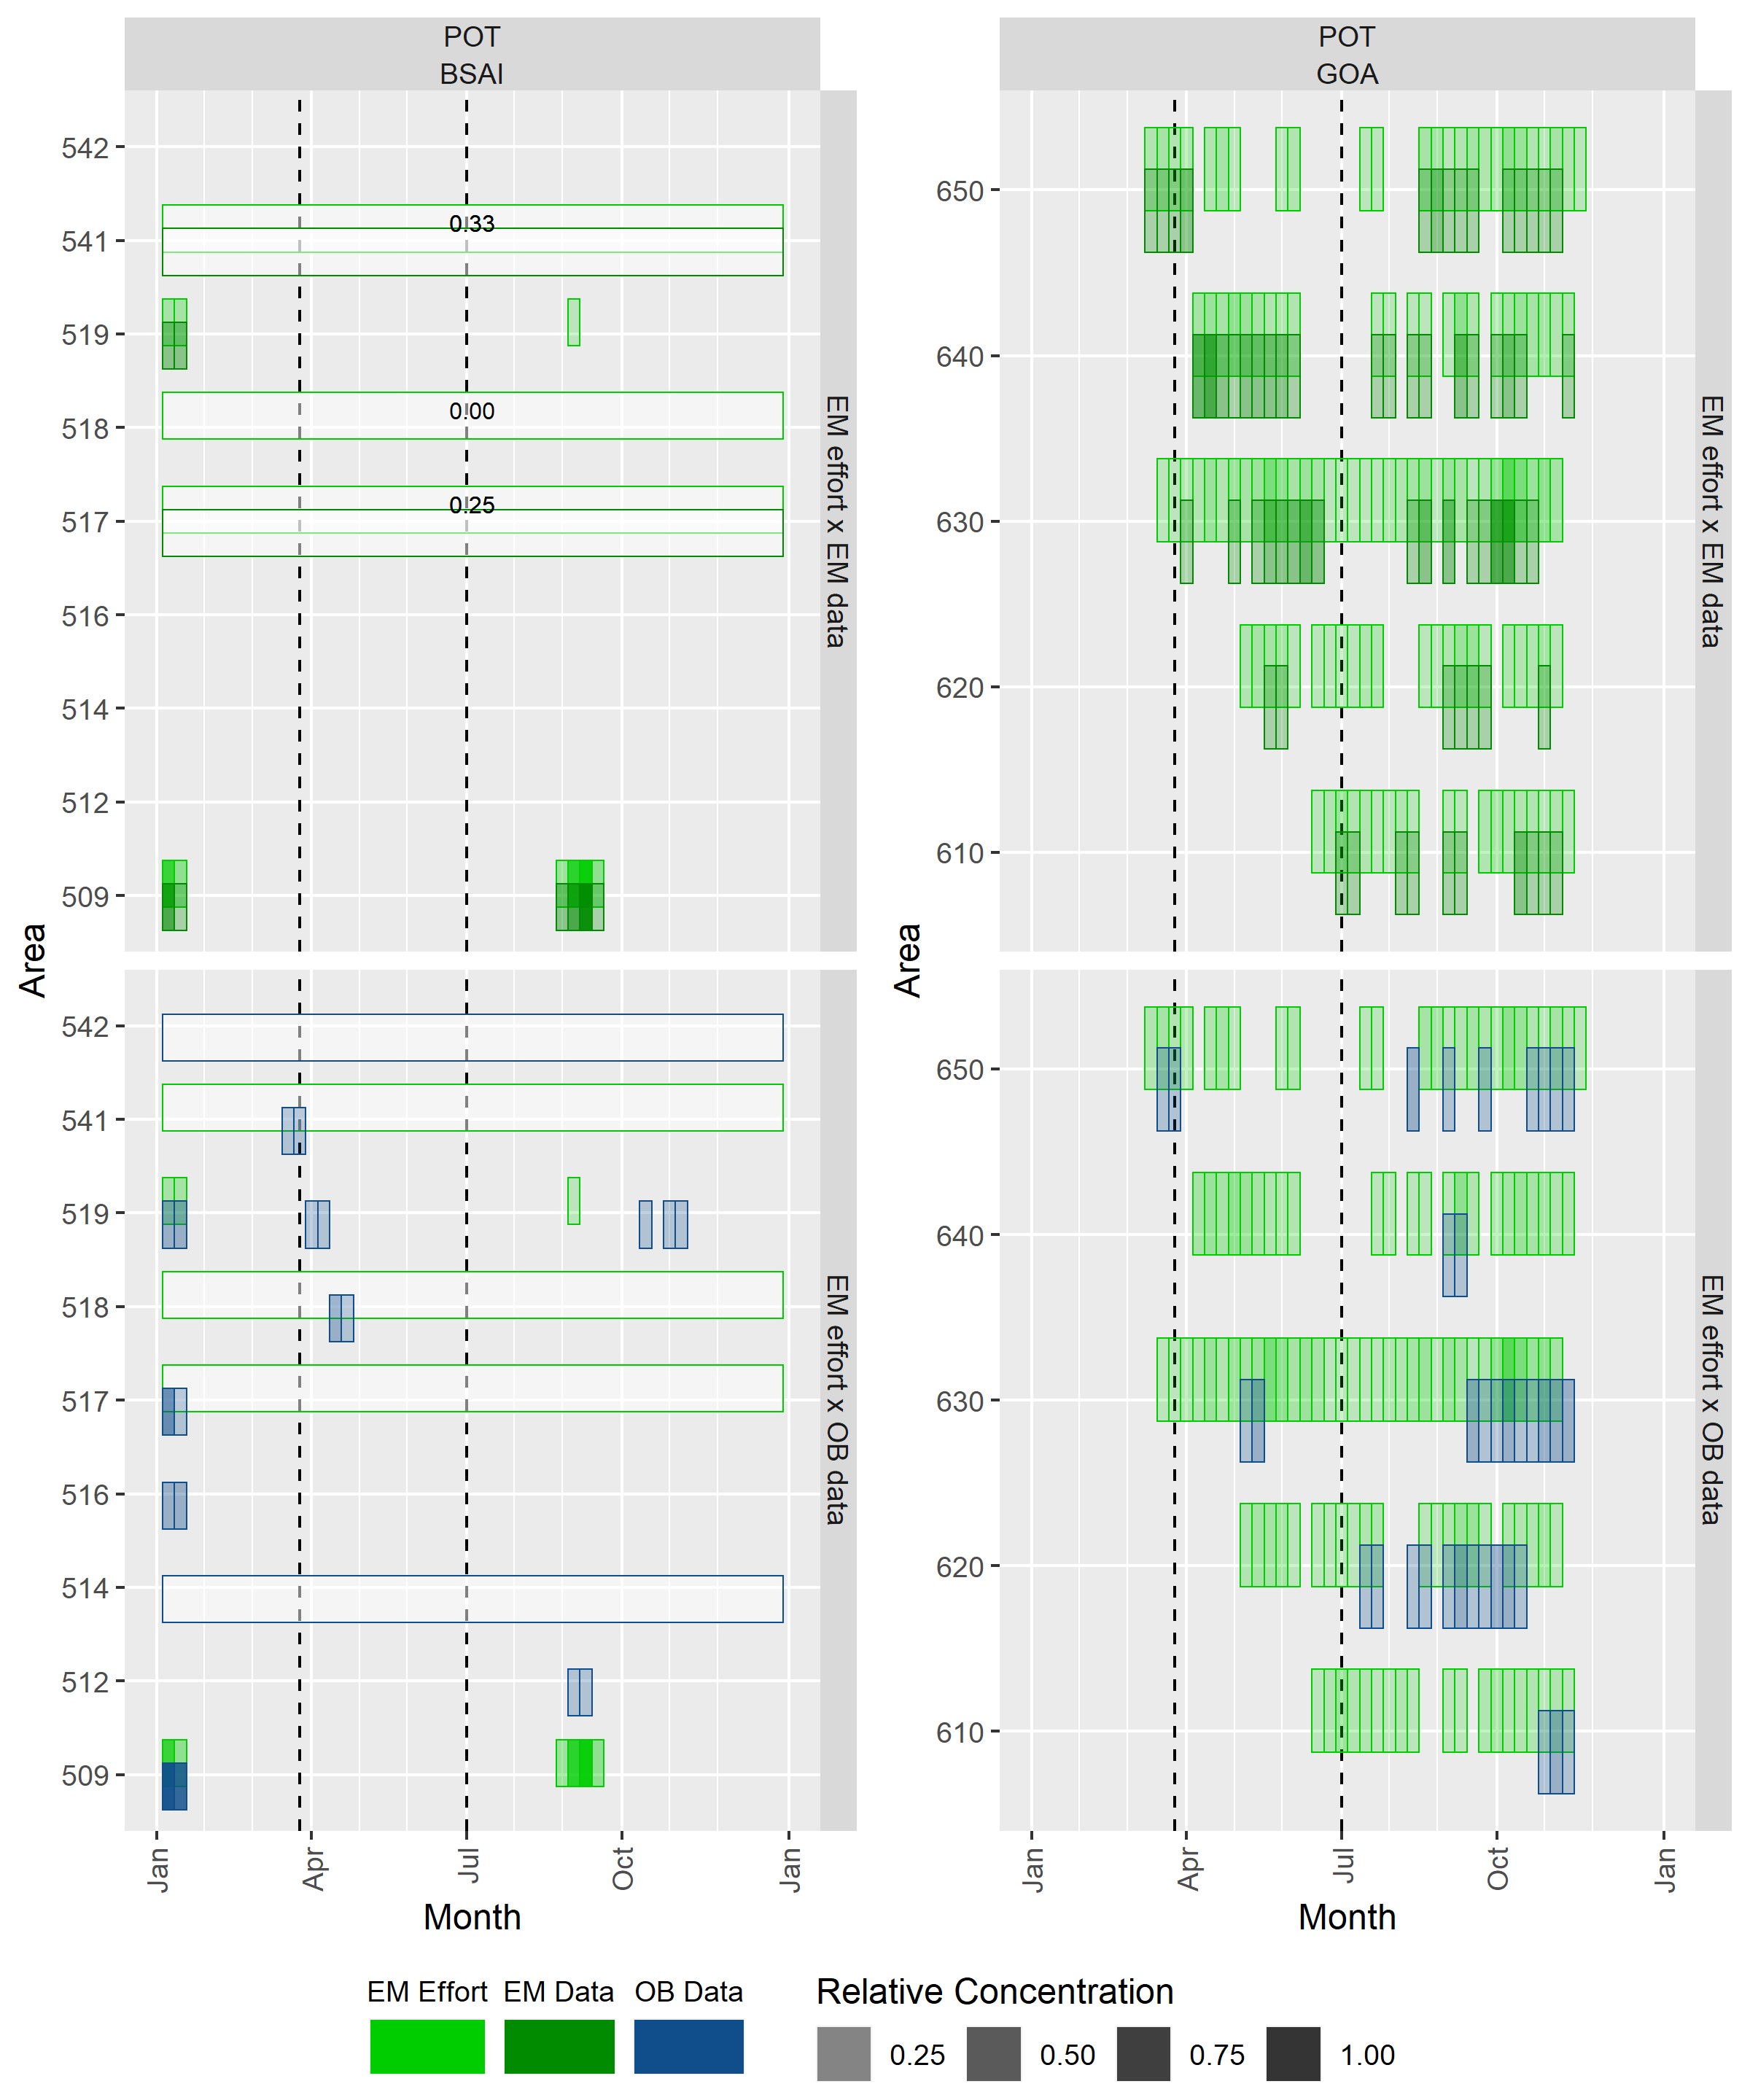 POT
BSAI
POT
GOA
Area
542
541
519
518
517
516
514
512
509
0.33
0.00
0.25
EM effort x EM data
Area
650
640
630
620
610
EM effort x EM data
542
541
519
518
517
516
514
512
509
EM effort x OB data
650
640
630
620
610
EM effort x OB data
Jan
Apr
Jul
Oct
Jan
Month
Jan
Apr
Jul
Oct
Jan
Month
EM Effort
EM Data
OB Data
Relative Concentration
0.25
0.50
0.75
1.00